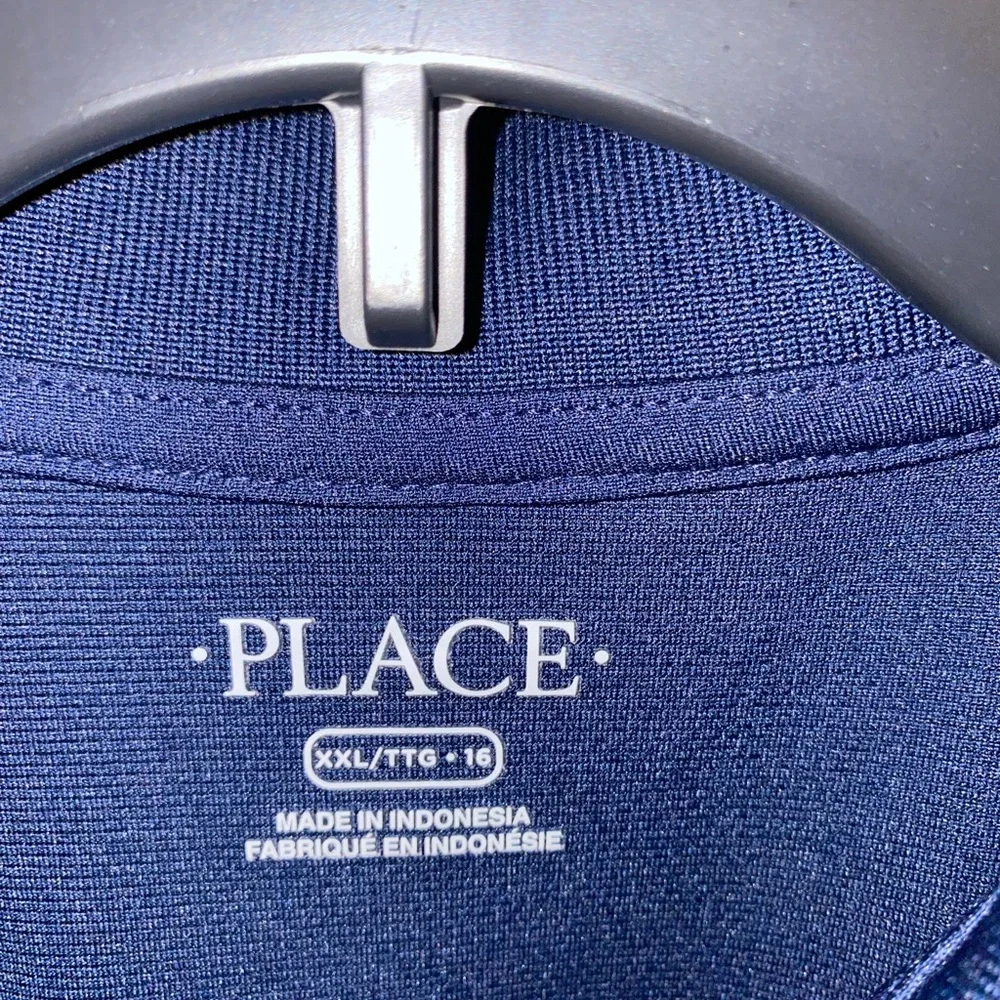 ·PLACE·
XXL/TTG • 16
MADE IN INDONESIA
FABRIQUÉ EN INDONÉSIE